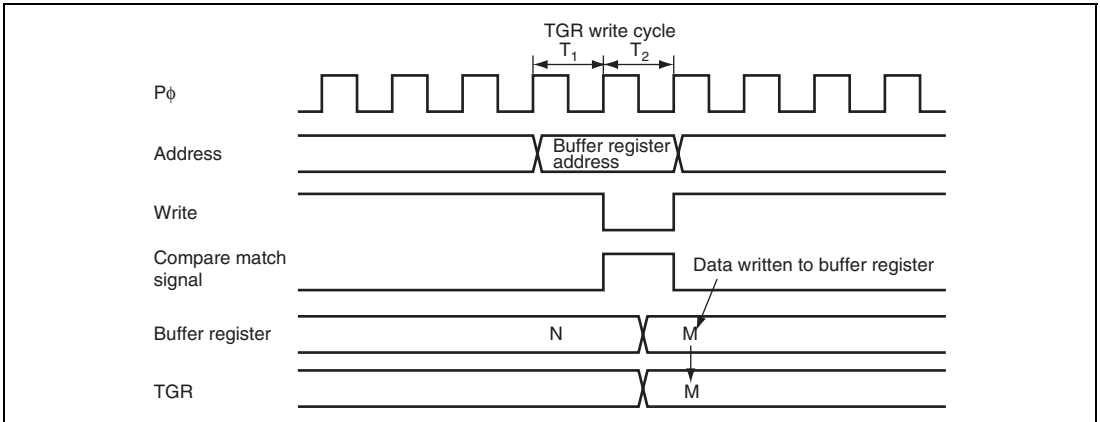 TGR write cycle
T1 T2
Pϕ
Address
Buffer register
address
Write
Compare match
signal
Data written to buffer register
Buffer register
N
M
TGR
M